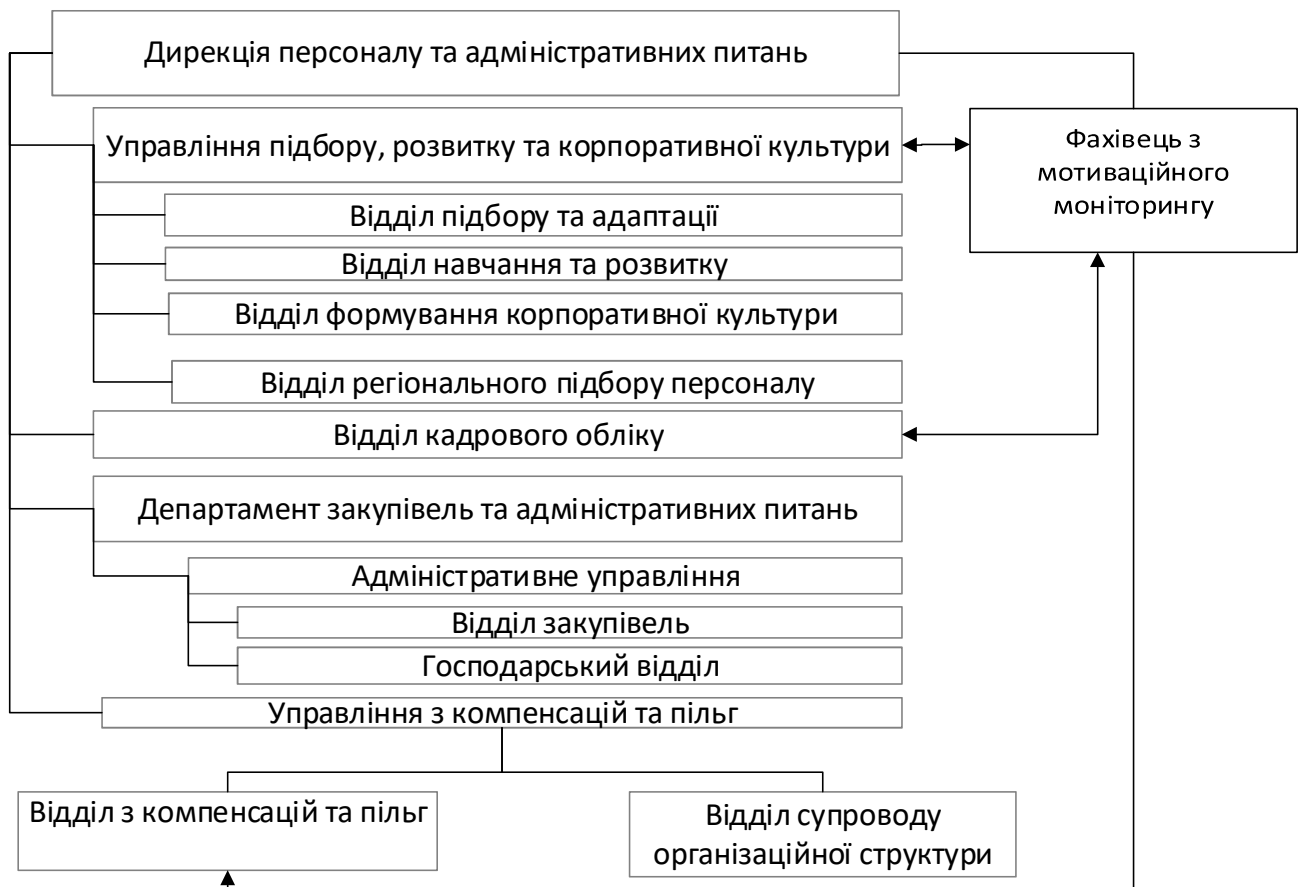 Дирекція персоналу та адміністративних питань
Управління підбору, розвитку та корпоративної культури
Фахівець з
мотиваційного
моніторингу
Відділ підбору та адаптації
Відділ навчання та розвитку
Відділ формування корпоративної культури
Відділ регіонального підбору персоналу
Відділ кадрового обліку
Департамент закупівель та адміністративних питань
Адміністративне управління
Відділ закупівель
Господарський відділ
Управління з компенсацій та пільг
Відділ з компенсацій та пільг
Відділ супроводу
організаційної структури